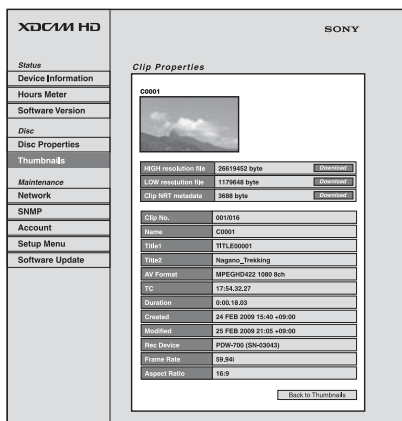 XDCAM HD
SONY
Status
Device Information
Hours Meter
Software Version
Disc
Disc Properties
Thumbnails
Maintenance
Network
SNMP
Account
Setup Menu
Software Update
Clip Properties
C0001
HIGH resolution file 26619452 byte Download
LOW resolution file 1179648 byte Download
Clip NRT metadata 3688 byte Download
Clip No. 001/016
Name C0001
Title1 TITLE00001
Title2 Nagano_Trekking
AV Format MPEGHD422 1080 8ch
TC 17:54.32.27
Duration 0:00.18.03
Created 24 FEB 2009 15:40 +09:00
Modified 25 FEB 2009 21:05 +09:00
Rec Device PDW-700 (SN-03043)
Frame Rate 59.94i
Aspect Ratio 16:9
Back to Thumbnails